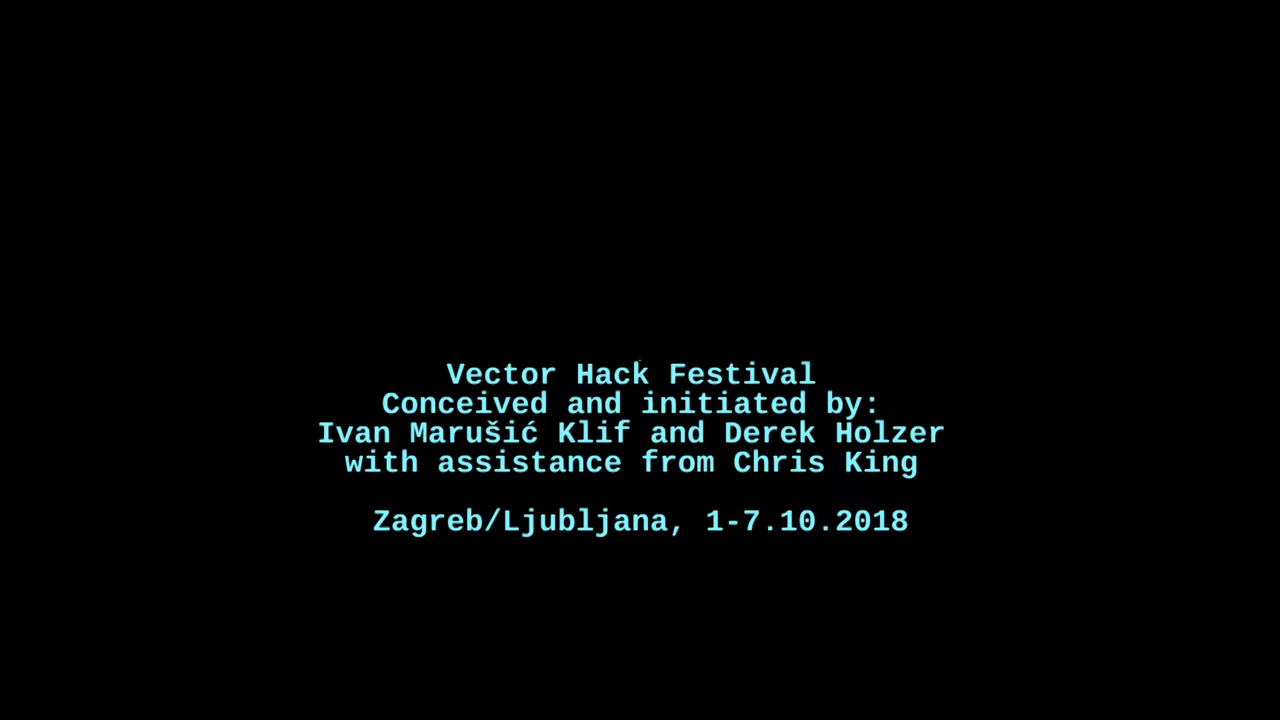 Vector Hack Festival
Conceived and initiated by:
Ivan Marušić Klif and Derek Holzer
with assistance from Chris King
Zagreb/Ljubljana, 1-7.10.2018